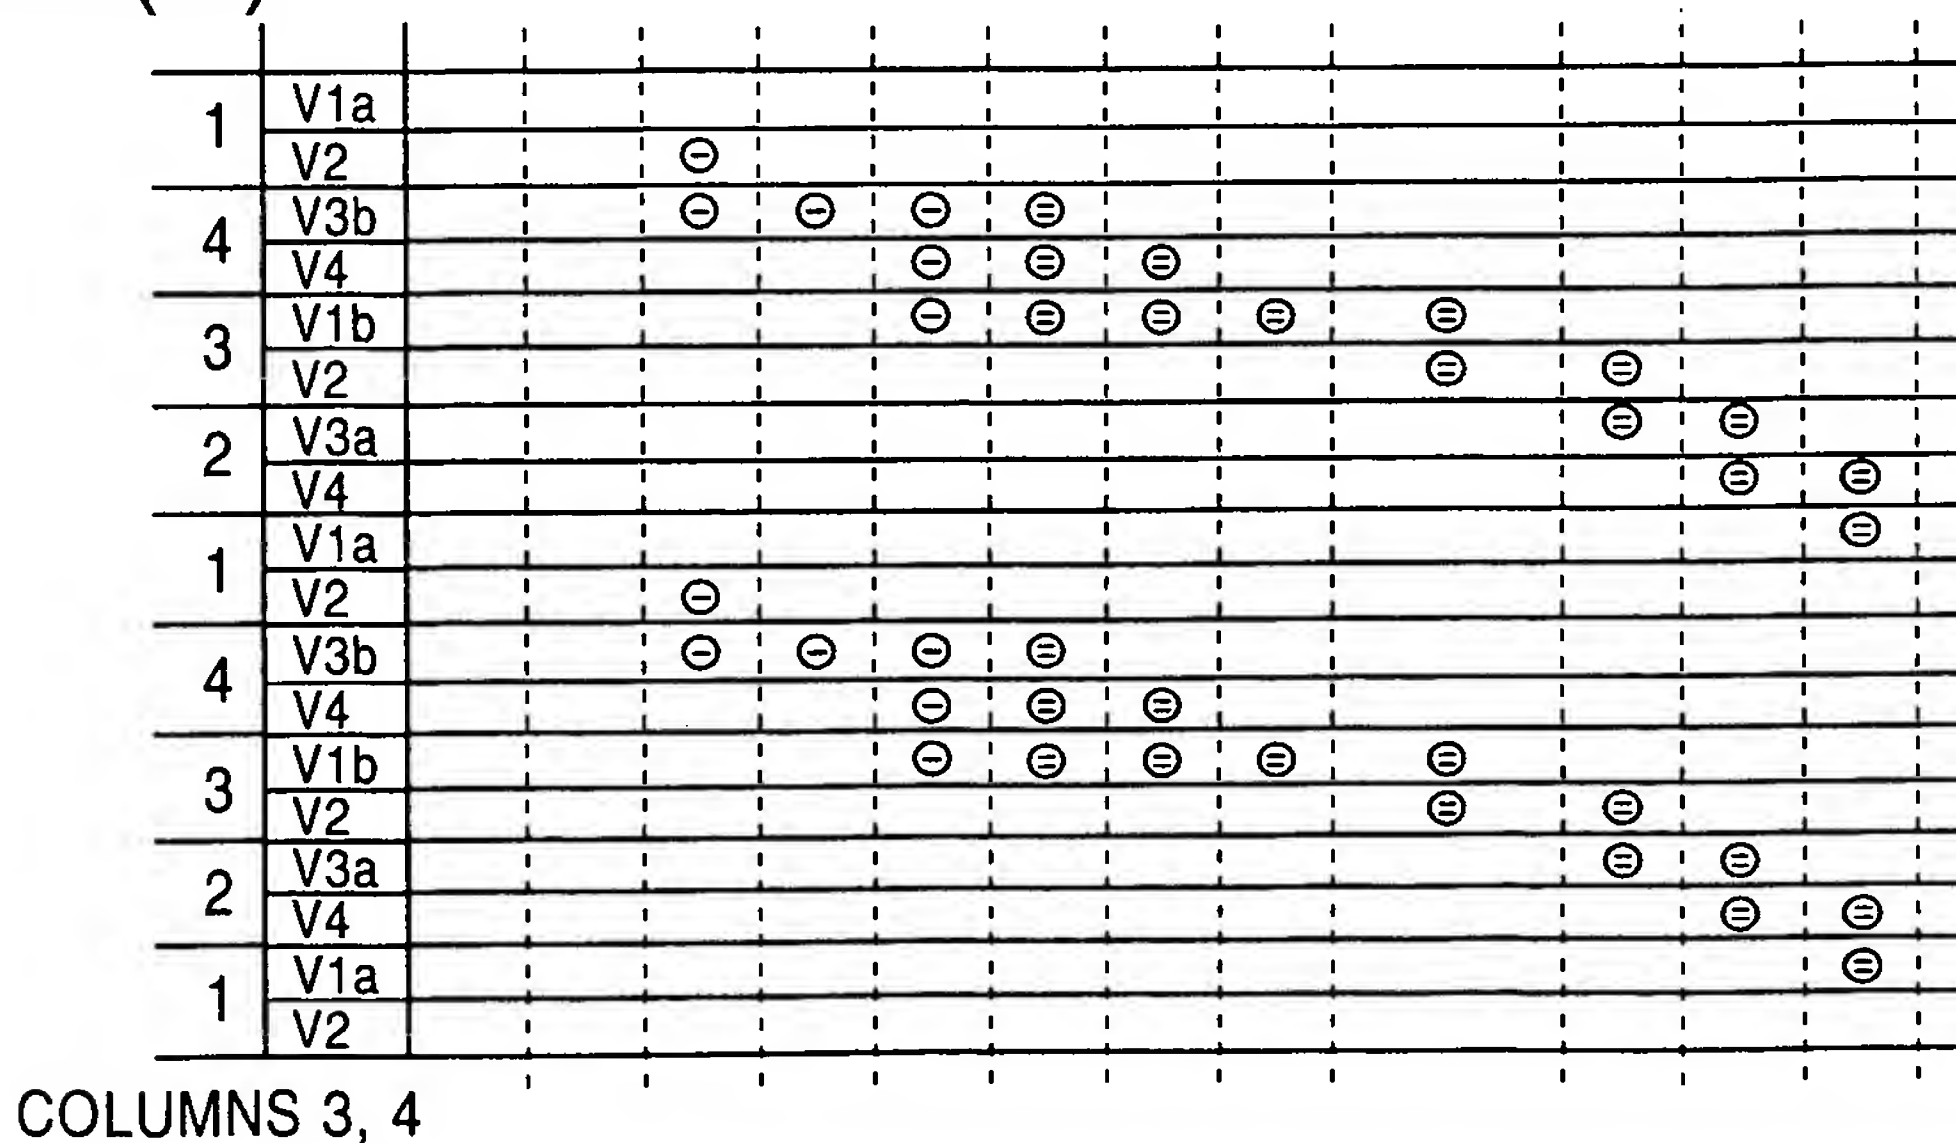 1 V1a
V2 ⊖
4 V3b ⊖ ⊖ ⊖ ⊜
V4 ⊖ ⊜ ⊜
3 V1b ⊖ ⊜ ⊜ ⊜ ⊜
V2 ⊜ ⊜
2 V3a ⊜ ⊜
V4 ⊜ ⊜
1 V1a ⊜
V2 ⊖
4 V3b ⊖ ⊖ ⊖ ⊜
V4 ⊖ ⊜ ⊜
3 V1b ⊖ ⊜ ⊜ ⊜ ⊜
V2 ⊜ ⊜
2 V3a ⊜ ⊜
V4 ⊜ ⊜
1 V1a ⊜
V2
COLUMNS 3, 4